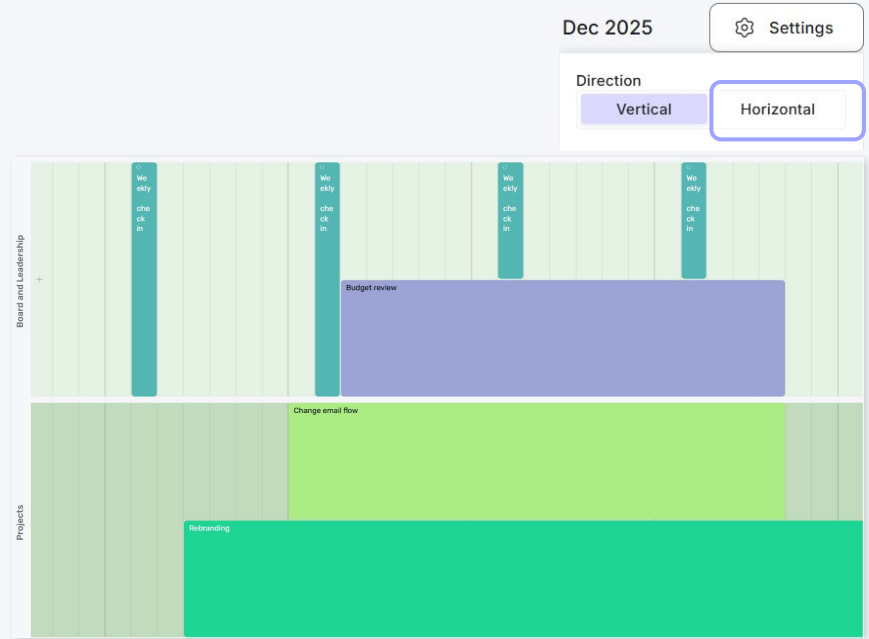 Dec 2025
Settings
Direction
Vertical
Horizontal
Board and Leadership
We
ekly
che
ck
in
We
ekly
che
ck
in
We
ekly
che
ck
in
We
ekly
che
ck
in
Budget review
Projects
Change email flow
Rebranding